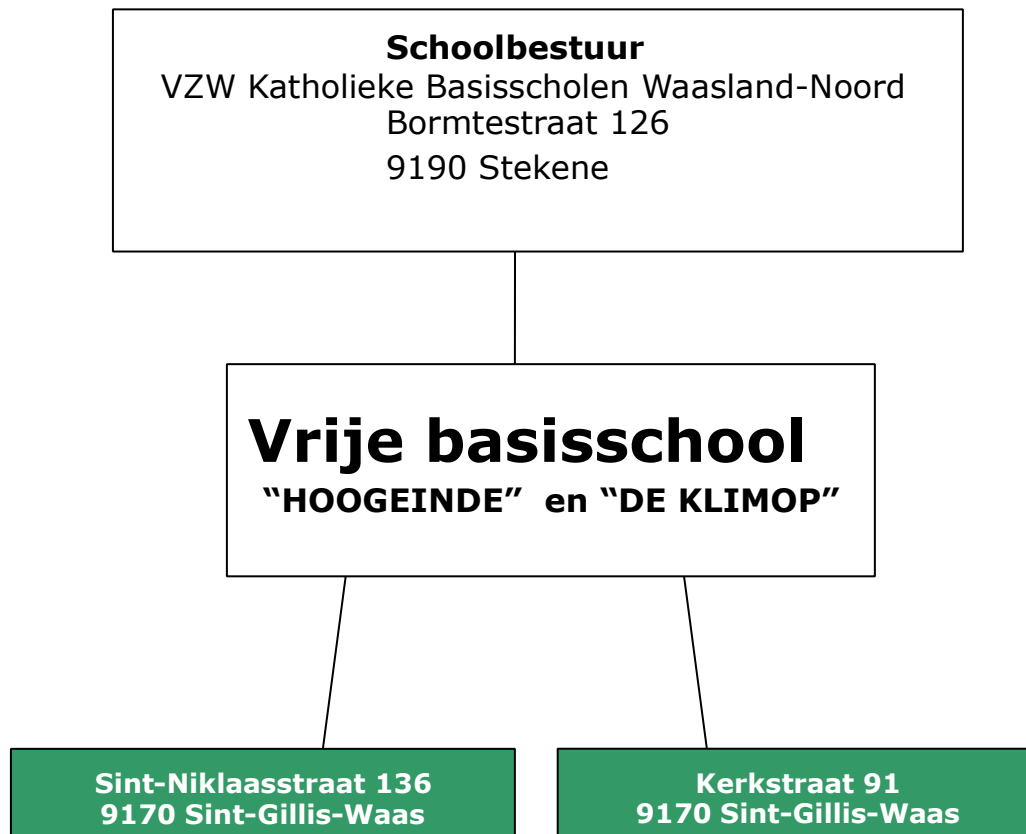 Schoolbestuur
VZW Katholieke Basisscholen Waasland-Noord
Bormtestraat 126
9190 Stekene
Vrije basisschool
“HOOGEINDE” en “DE KLIMOP”
Sint-Niklaasstraat 136
9170 Sint-Gillis-Waas
Kerkstraat 91
9170 Sint-Gillis-Waas